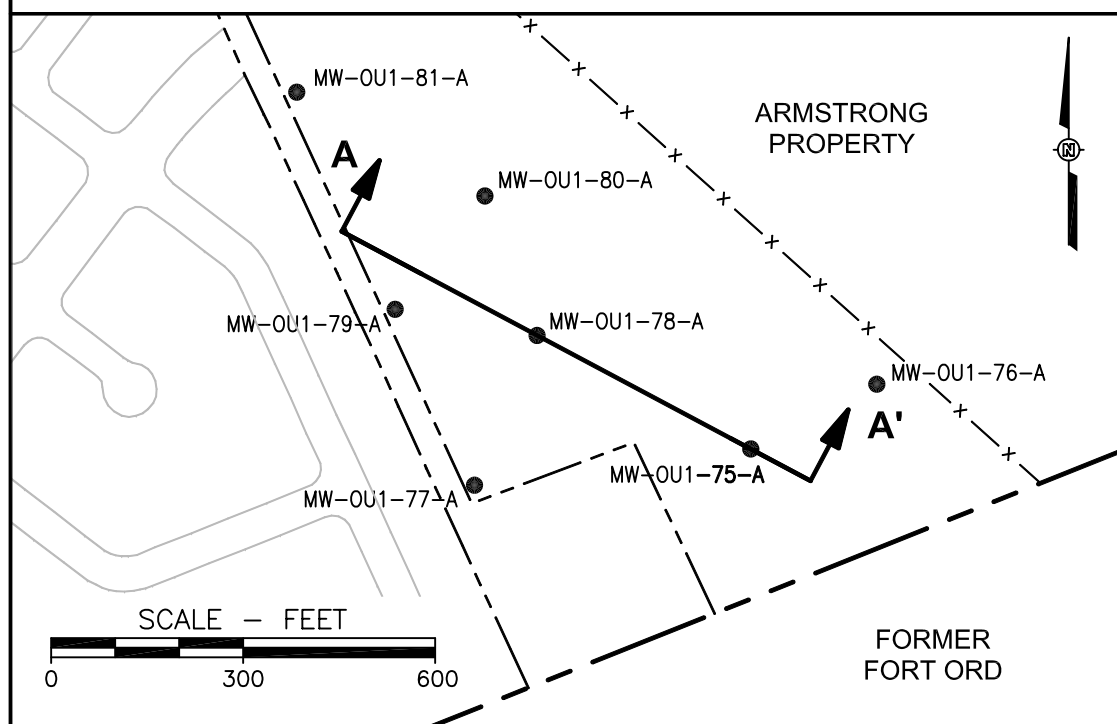 MW-OU1-81-A
ARMSTRONG
PROPERTY
A
N
MW-OU1-80-A
MW-OU1-79-A
MW-OU1-78-A
MW-OU1-76-A
A'
MW-OU1-75-A
MW-OU1-77-A
SCALE - FEET
0 300 600
FORMER
FORT ORD